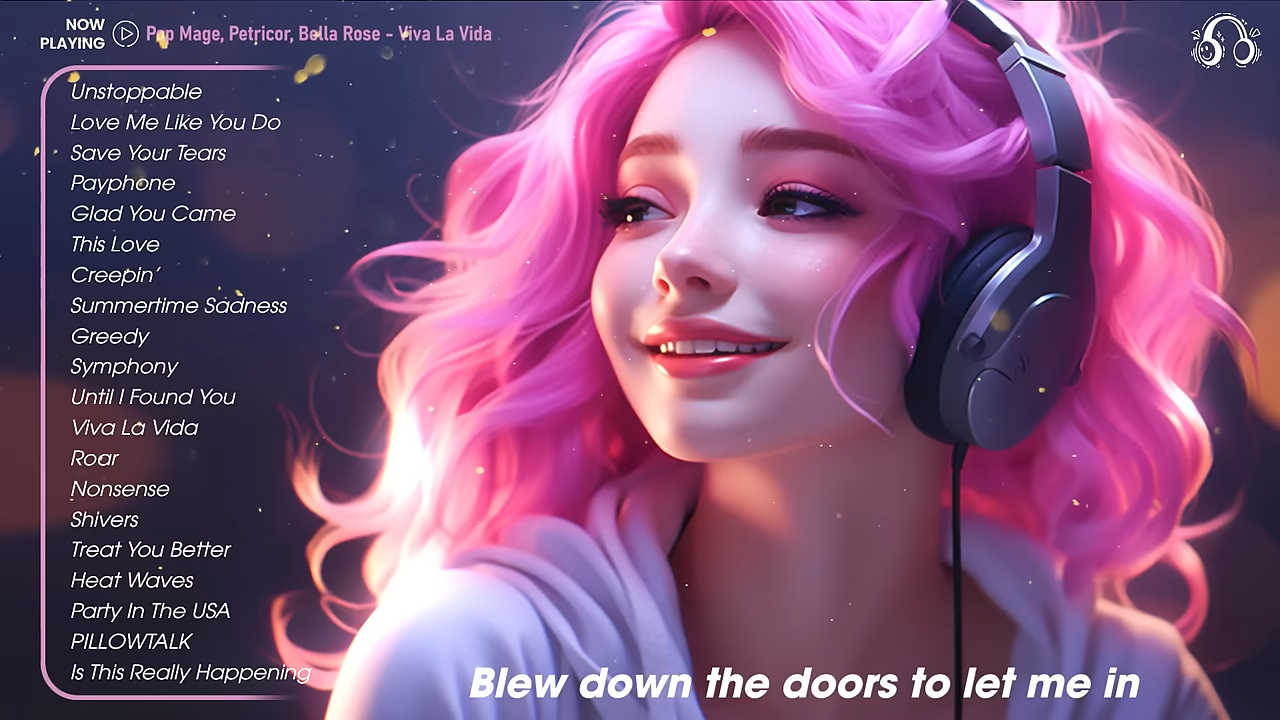 NOW
PLAYING
Pop Mage, Petricor, Bella Rose - Viva La Vida
Unstoppable
Love Me Like You Do
Save Your Tears
Payphone
Glad You Came
This Love
Creepin'
Summertime Sadness
Greedy
Symphony
Until I Found You
Viva La Vida
Roar
Nonsense
Shivers
Treat You Better
Heat Waves
Party In The USA
PILLOWTALK
Is This Really Happening
Blew down the doors to let me in